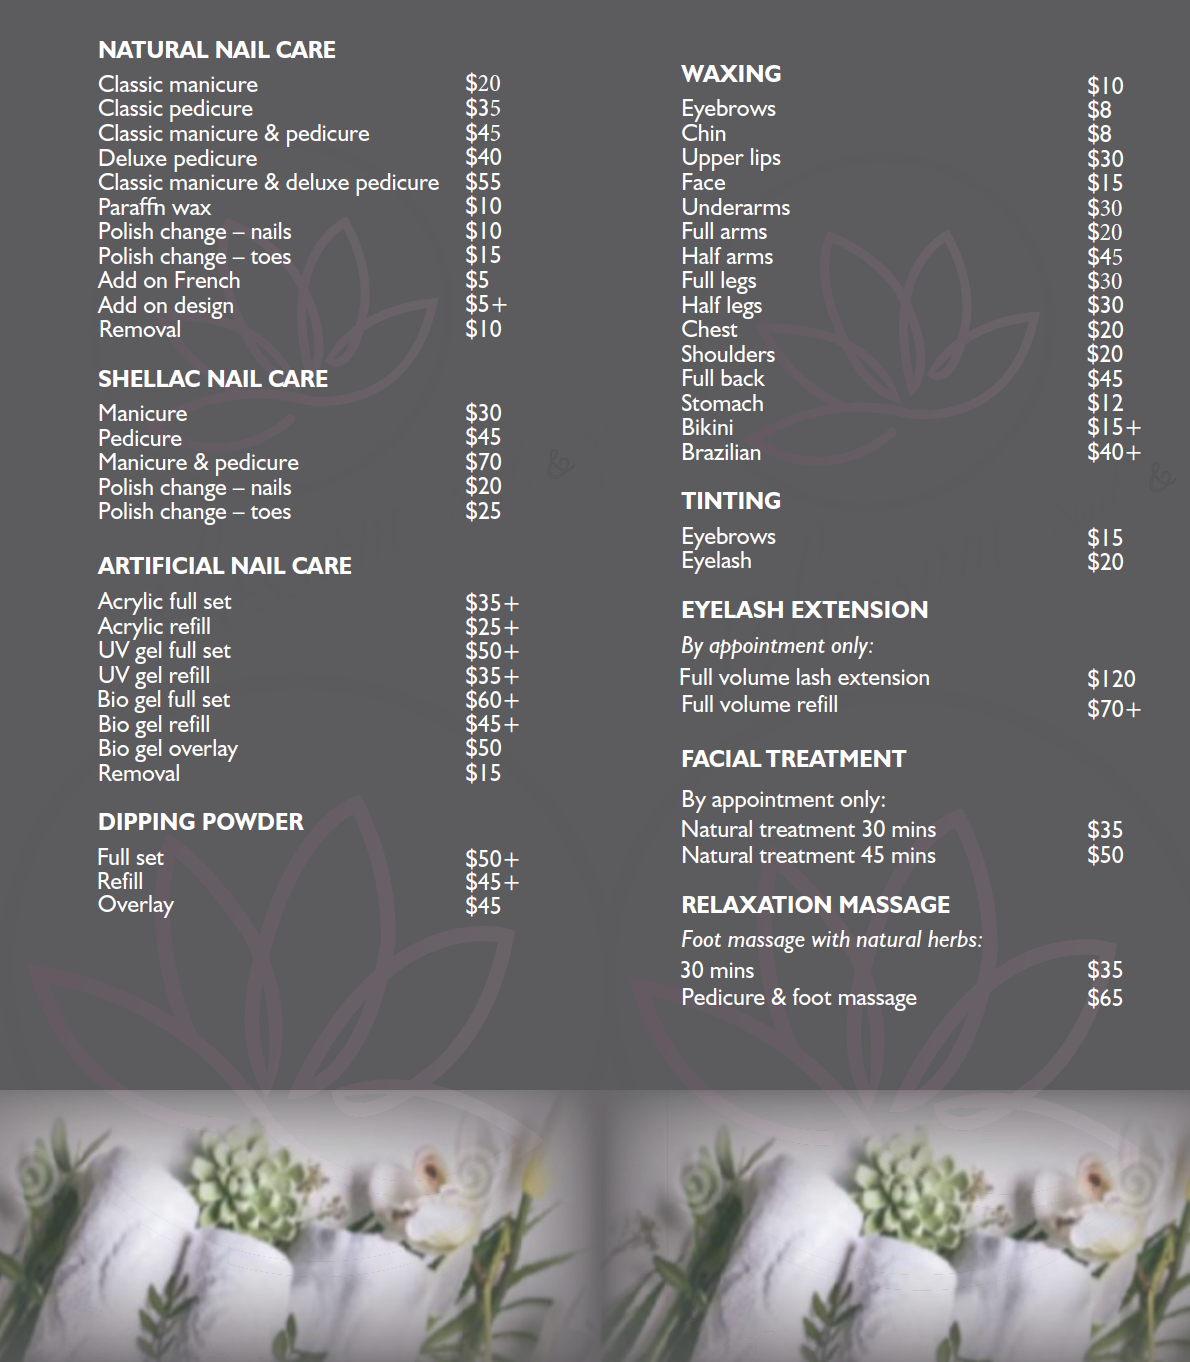 NATURAL NAIL CARE
Classic manicure $20
Classic pedicure $35
Classic manicure & pedicure $45
Deluxe pedicure $40
Classic manicure & deluxe pedicure $55
Paraffin wax $10
Polish change – nails $10
Polish change – toes $15
Add on French $5
Add on design $5+
Removal $10
SHELLAC NAIL CARE
Manicure $30
Pedicure $45
Manicure & pedicure $70
Polish change – nails $20
Polish change – toes $25
ARTIFICIAL NAIL CARE
Acrylic full set $35+
Acrylic refill $25+
UV gel full set $50+
UV gel refill $35+
Bio gel full set $60+
Bio gel refill $45+
Bio gel overlay $50
Removal $15
DIPPING POWDER
Full set $50+
Refill $45+
Overlay $45
WAXING $10
Eyebrows $8
Chin $8
Upper lips $30
Face $15
Underarms $30
Full arms $20
Half arms $45
Full legs $30
Half legs $30
Chest $20
Shoulders $20
Full back $45
Stomach $12
Bikini $15+
Brazilian $40+
TINTING
Eyebrows $15
Eyelash $20
EYELASH EXTENSION
By appointment only:
Full volume lash extension $120
Full volume refill $70+
FACIAL TREATMENT
By appointment only:
Natural treatment 30 mins $35
Natural treatment 45 mins $50
RELAXATION MASSAGE
Foot massage with natural herbs:
30 mins $35
Pedicure & foot massage $65